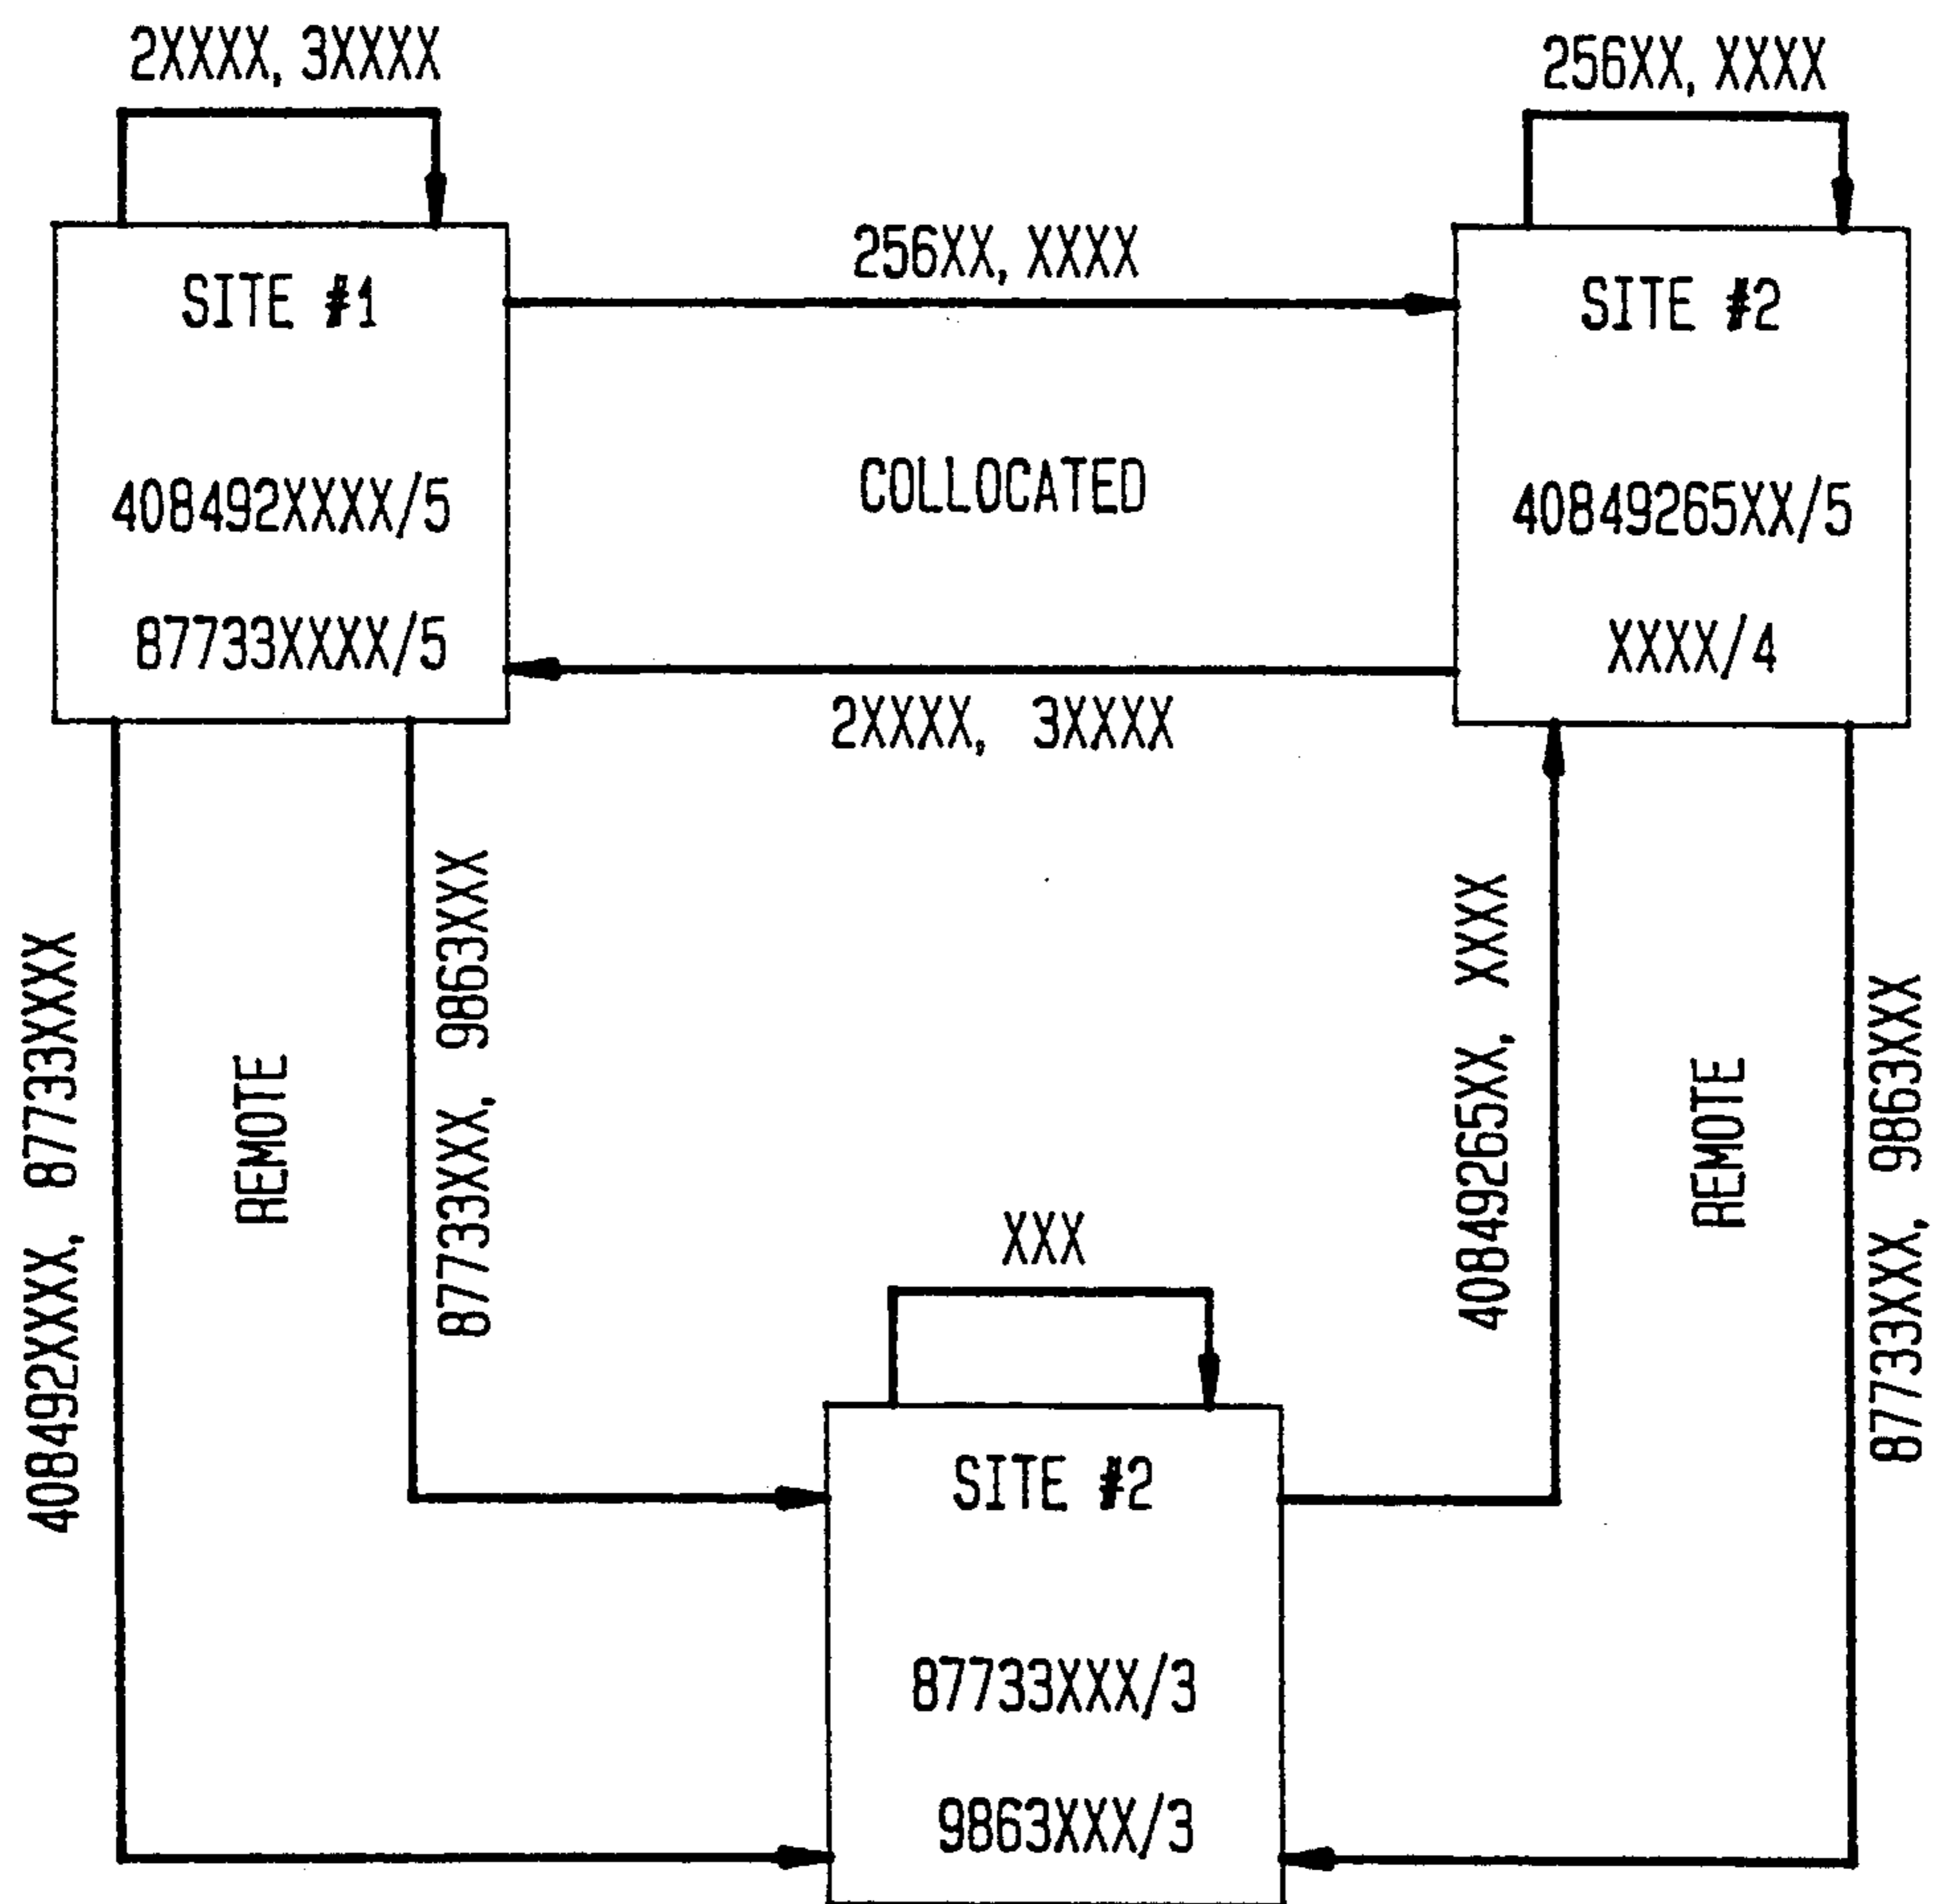 2XXXX, 3XXXX
256XX, XXXX
256XX, XXXX
SITE #1
408492XXXX/5
87733XXXX/5
COLLOCATED
SITE #2
40849265XX/5
XXXX/4
2XXXX, 3XXXX
408492XXXX, 87733XXXX
REMOTE
87733XXX, 9863XXX
40849265XX, XXXX
REMOTE
87733XXX, 9863XXX
XXX
SITE #2
87733XXX/3
9863XXX/3